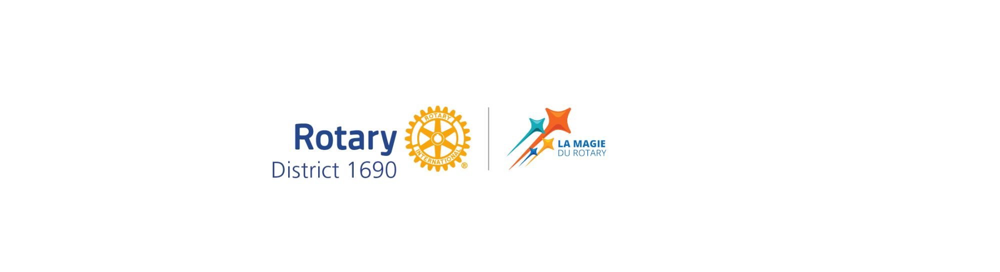 Rotary
District 1690
ROTARY
INTERNATIONAL
®
LA MAGIE
DU ROTARY